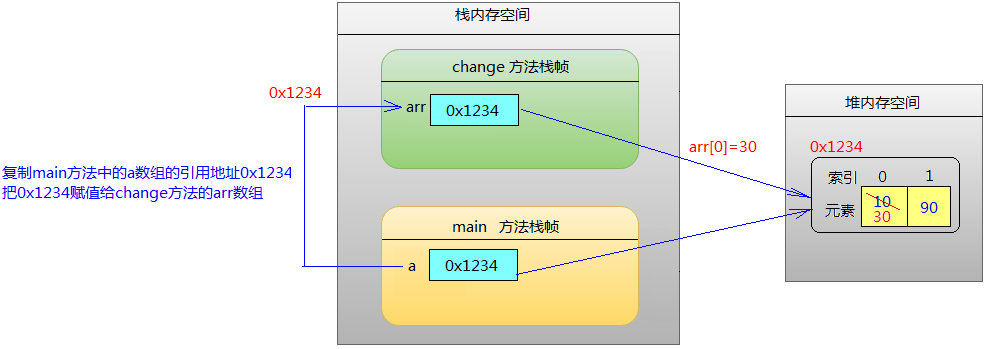 栈内存空间
change 方法栈帧
0x1234
arr
0x1234
复制main方法中的a数组的引用地址0x1234
把0x1234赋值给change方法的arr数组
main 方法栈帧
a
0x1234
arr[0]=30
堆内存空间
0x1234
索引 0 1
元素 10 90
30